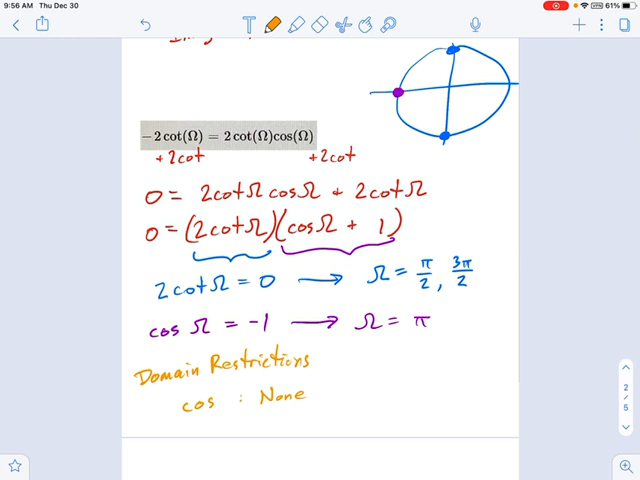 9:56 AM Thu Dec 30
VPN 61%
T
-2 cot(Ω) = 2 cot(Ω)cos(Ω)
+2cot +2cot
0 = 2cotΩ cosΩ + 2cotΩ
0 = (2cotΩ)(cosΩ + 1)
2cotΩ = 0 → Ω = π/2, 3π/2
cos Ω = -1 → Ω = π
Domain Restrictions
cos : None
2
/
5